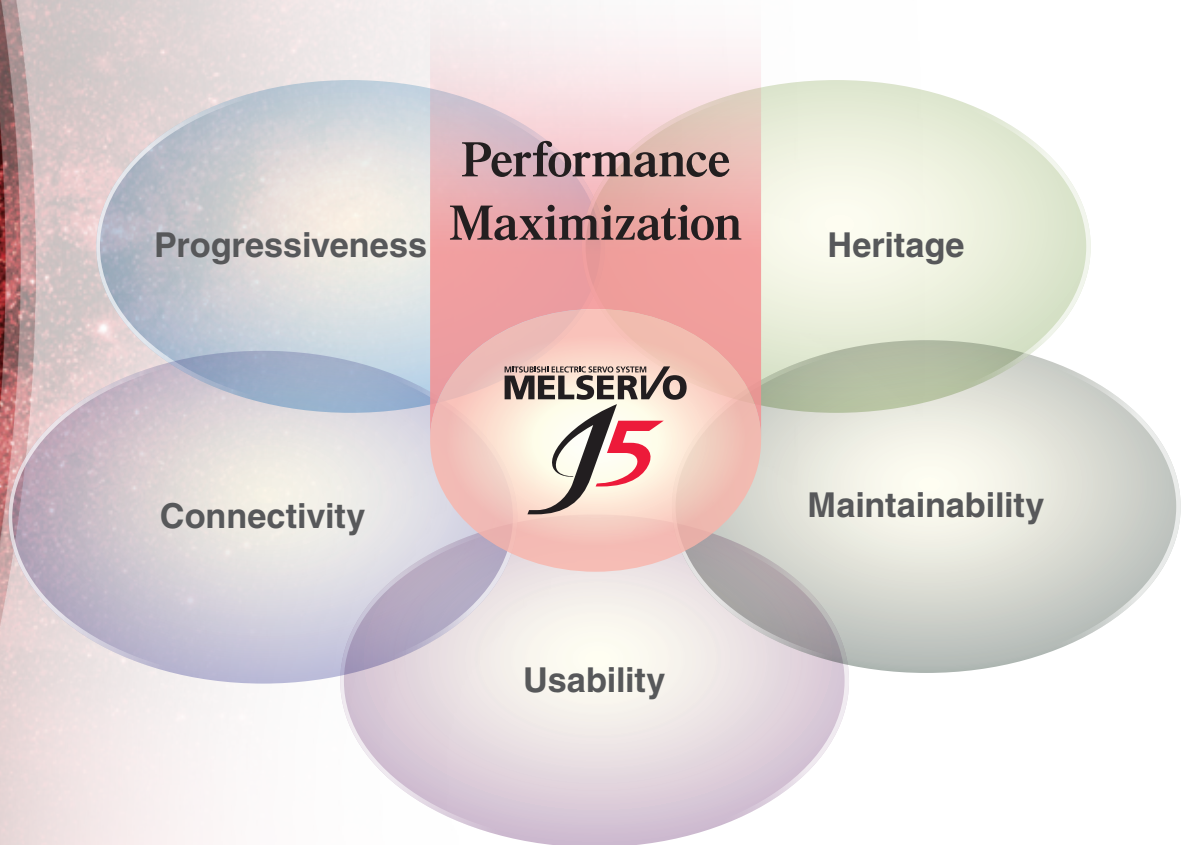 Performance
Maximization
Progressiveness
Heritage
MITSUBISHI ELECTRIC SERVO SYSTEM
MELSERVO
J5
Connectivity
Maintainability
Usability